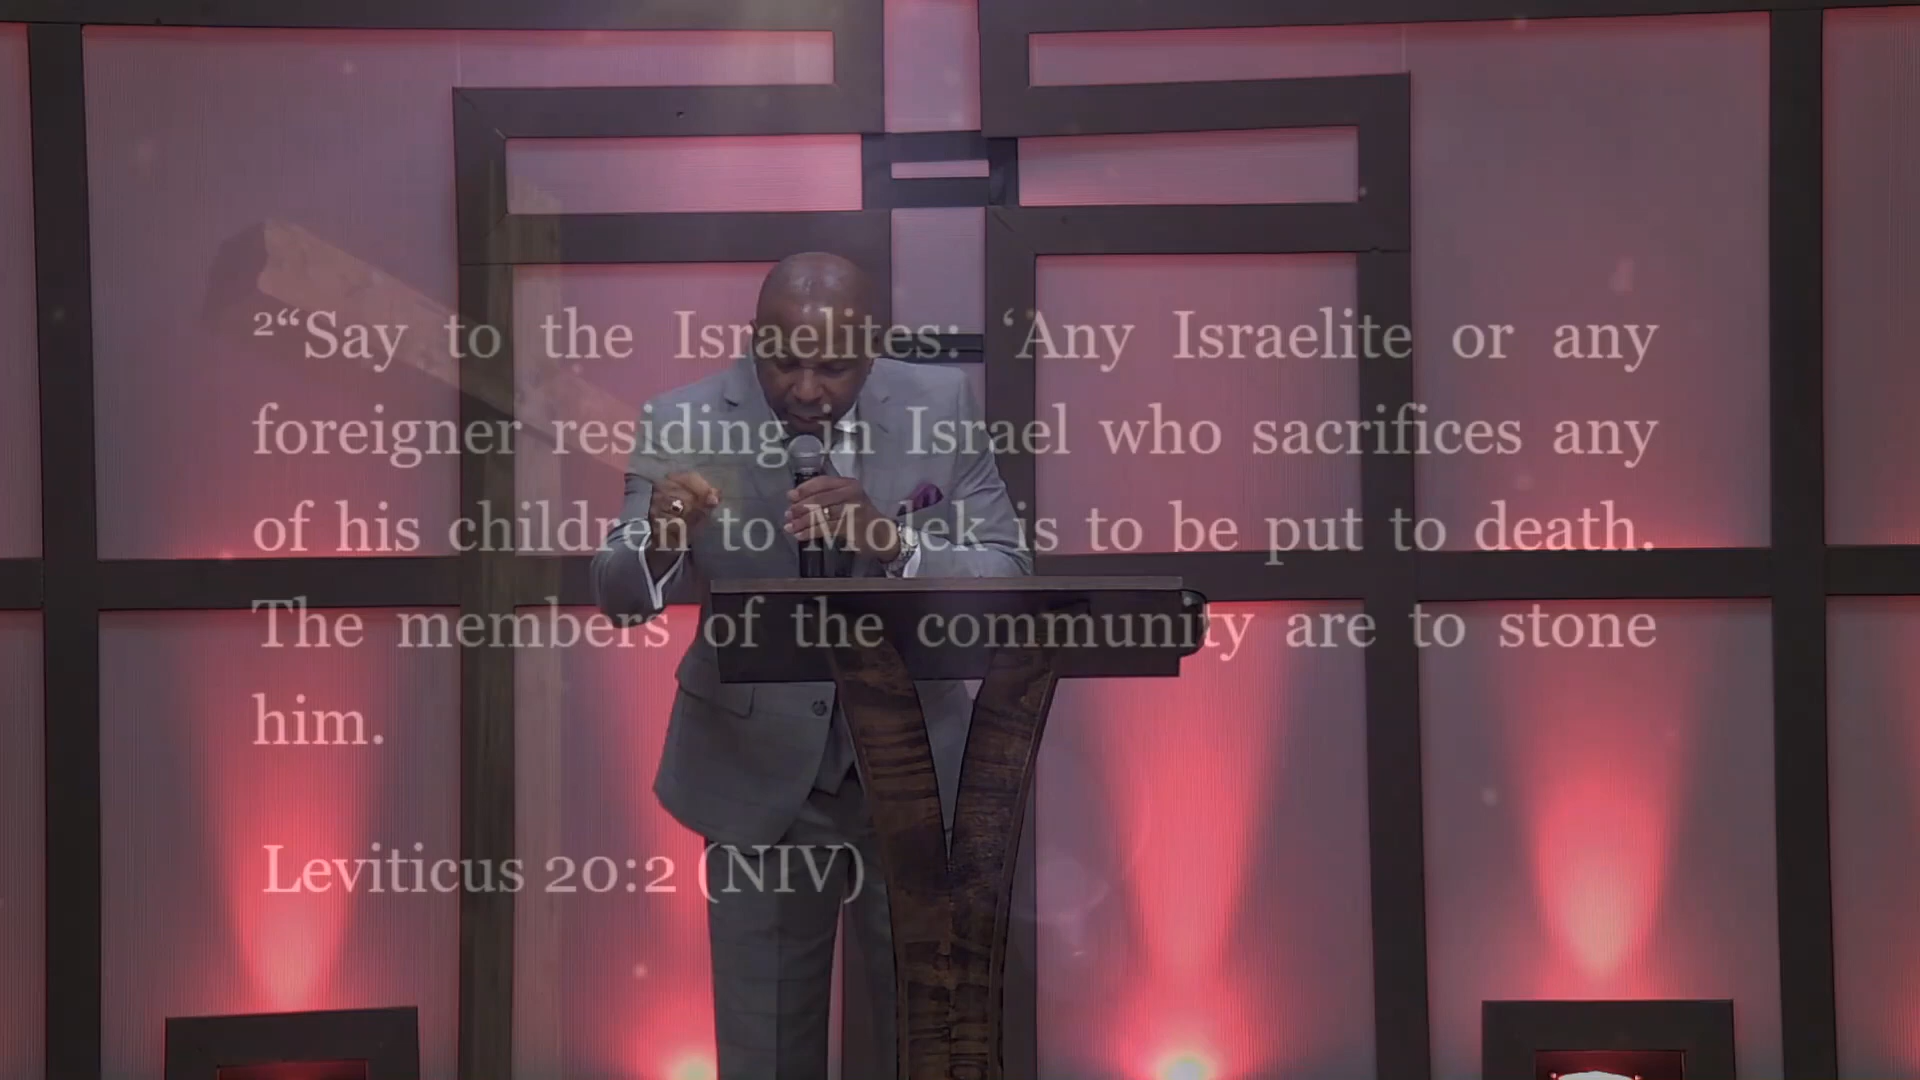 ²“Say to the Israelites: ‘Any Israelite or any
foreigner residing in Israel who sacrifices any
of his children to Molek is to be put to death.
The members of the community are to stone
him.
Leviticus 20:2 (NIV)